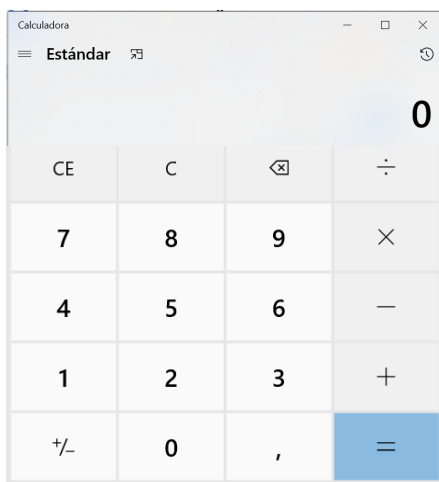 Calculadora
Estándar
0
CE C ÷
7 8 9 ×
4 5 6 −
1 2 3 +
+/− 0 , =